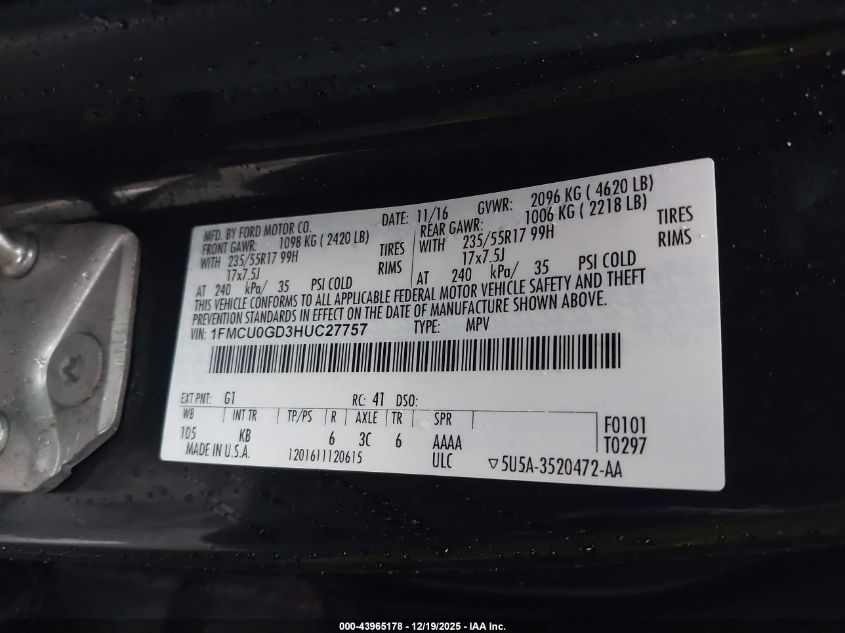 MFD. BY FORD MOTOR CO. DATE: 11/16 GVWR: 2096 KG ( 4620 LB)
FRONT GAWR: 1098 KG ( 2420 LB) REAR GAWR: 1006 KG ( 2218 LB)
WITH 235/55R17 99H TIRES WITH 235/55R17 99H TIRES
17x7.5J RIMS 17x7.5J RIMS
AT 240 kPa/ 35 PSI COLD AT 240 kPa/ 35 PSI COLD
THIS VEHICLE CONFORMS TO ALL APPLICABLE FEDERAL MOTOR VEHICLE SAFETY AND THEFT
PREVENTION STANDARDS IN EFFECT ON THE DATE OF MANUFACTURE SHOWN ABOVE.
VIN: 1FMCU0GD3HUC27757 TYPE: MPV
EXT PNT: G1 RC: 41 DSO:
WB INT TR TP/PS R AXLE TR SPR F0101
105 KB 6 3C 6 AAAA T0297
MADE IN U.S.A. 1201611120615 ULC ▽5U5A-3520472-AA
000-43965178 - 12/19/2025 - IAA Inc.